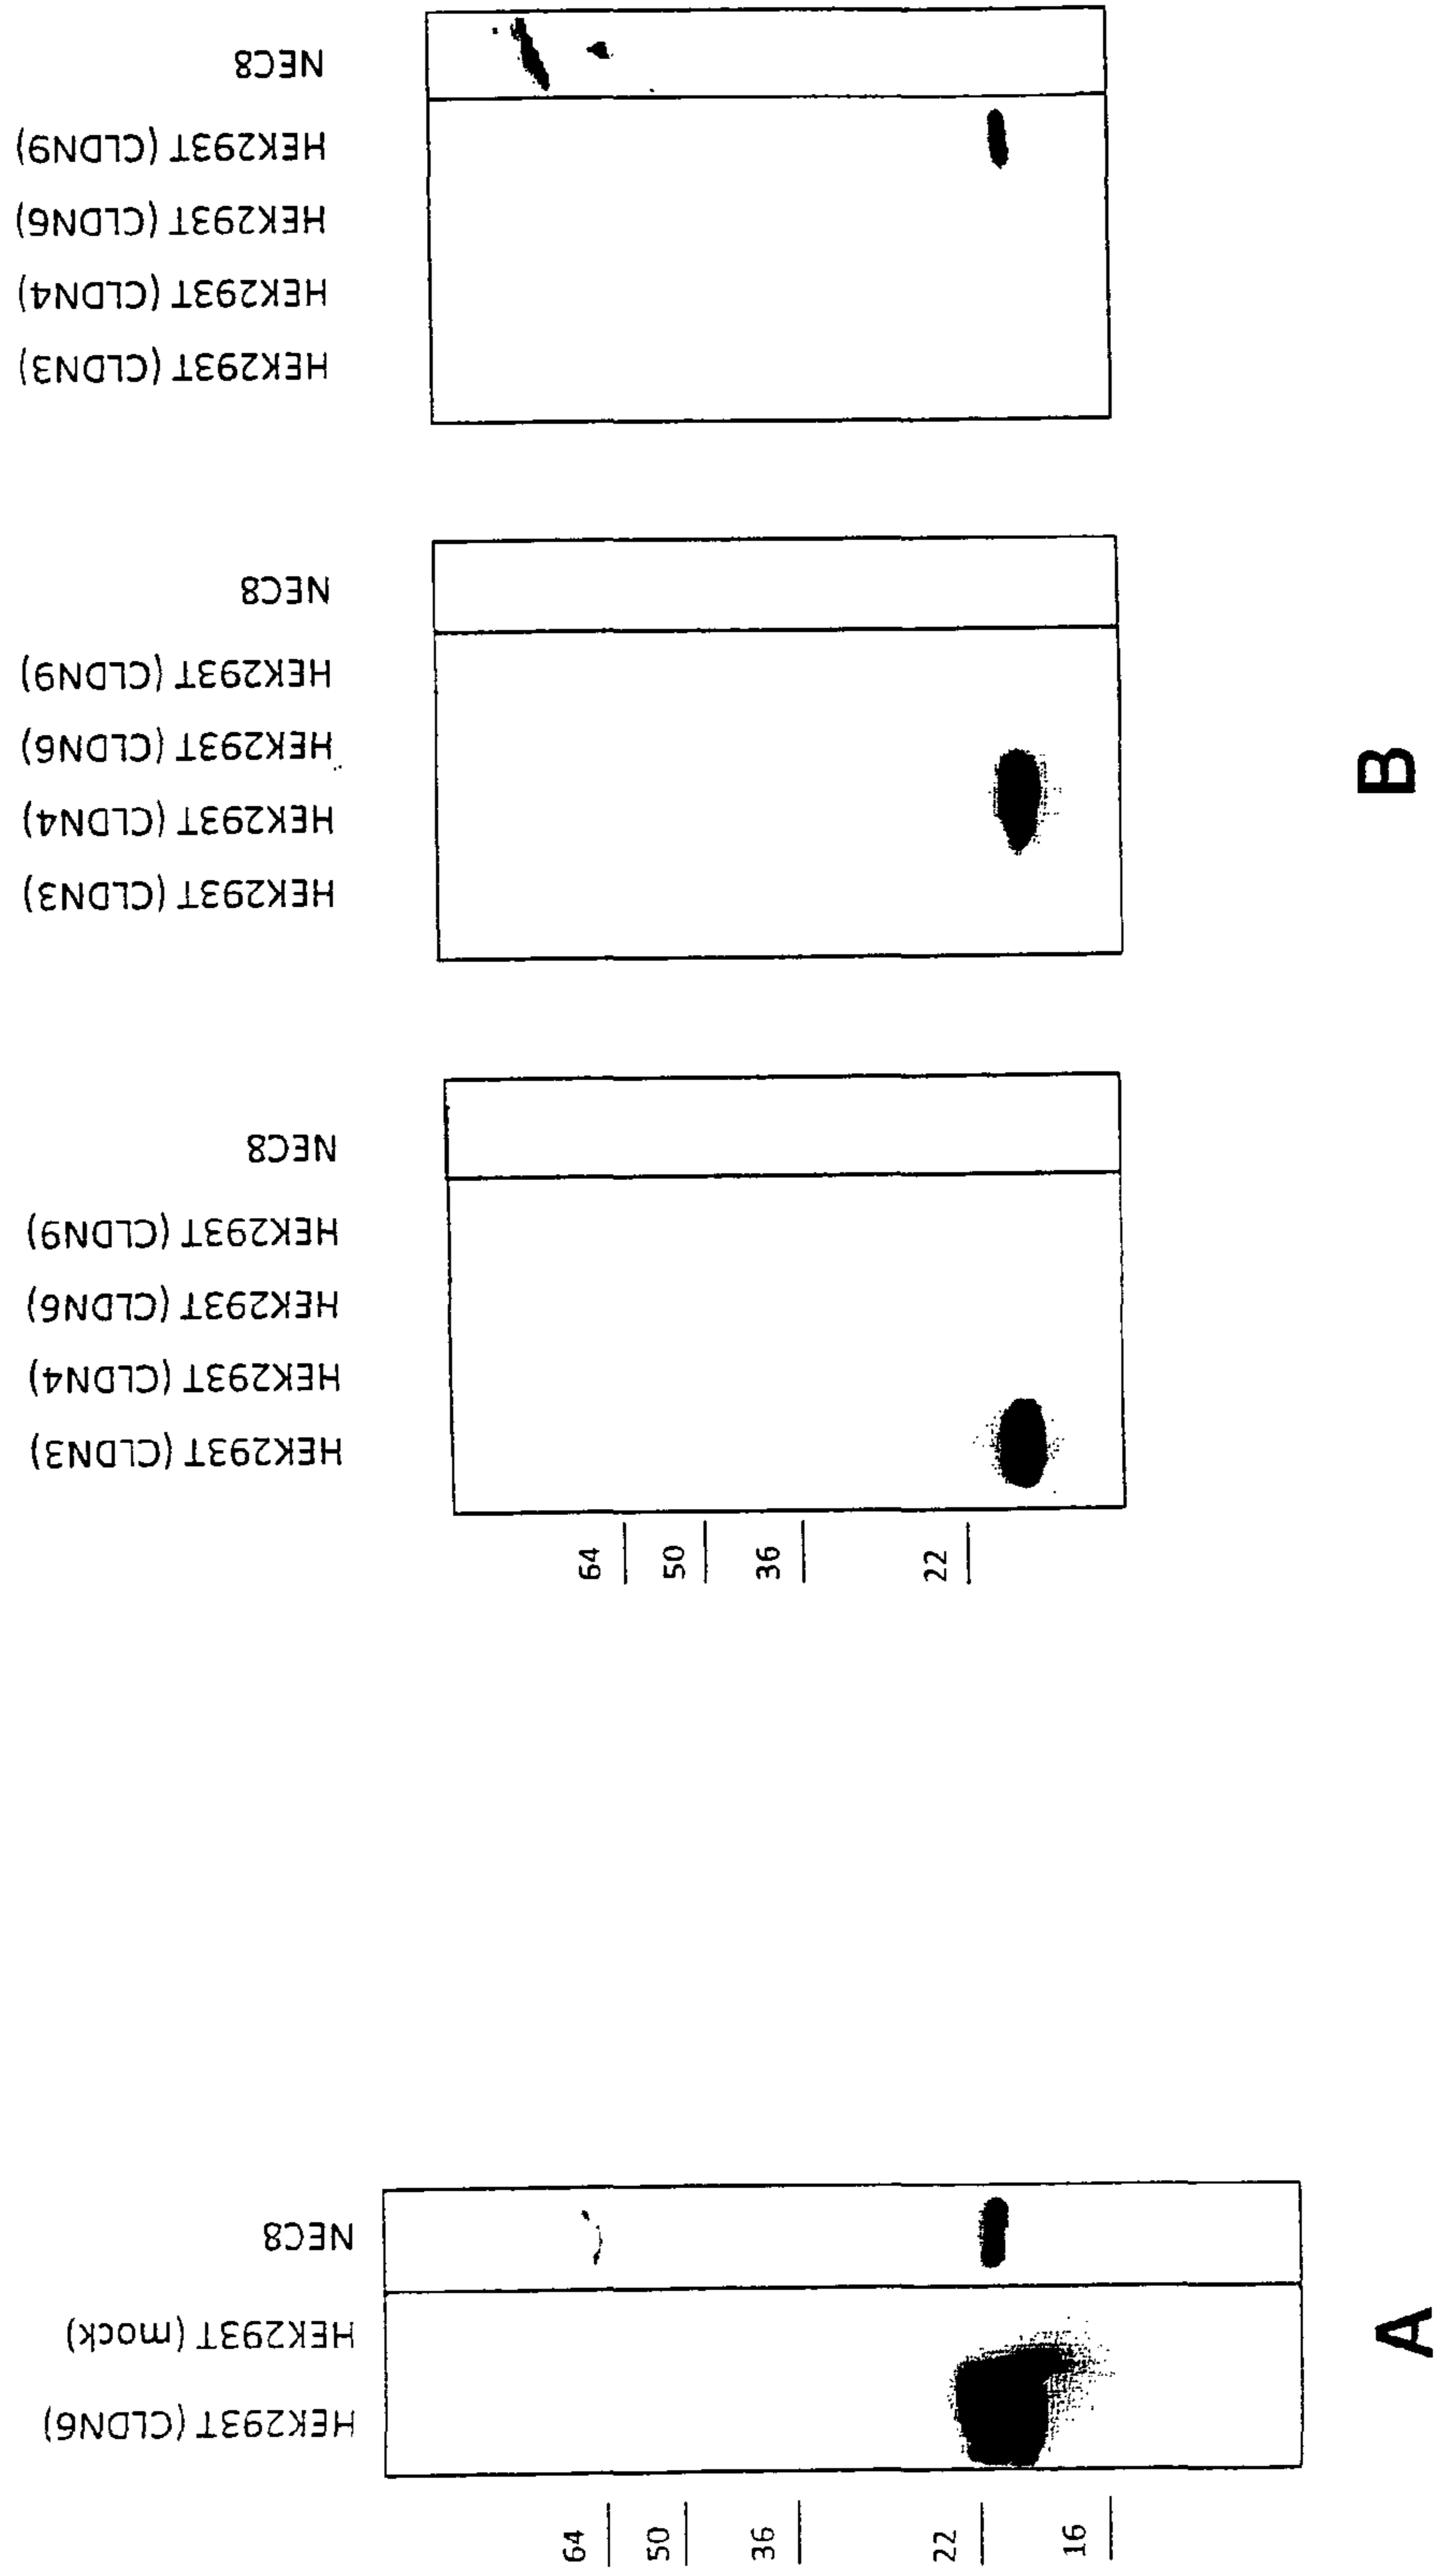 HEK293T (CLDN6)
HEK293T (mock)
NEC8
64
50
36
22
16
A
HEK293T (CLDN3)
HEK293T (CLDN4)
HEK293T (CLDN6)
HEK293T (CLDN9)
NEC8
64
50
36
22
HEK293T (CLDN3)
HEK293T (CLDN4)
HEK293T (CLDN6)
HEK293T (CLDN9)
NEC8
HEK293T (CLDN3)
HEK293T (CLDN4)
HEK293T (CLDN6)
HEK293T (CLDN9)
NEC8
B